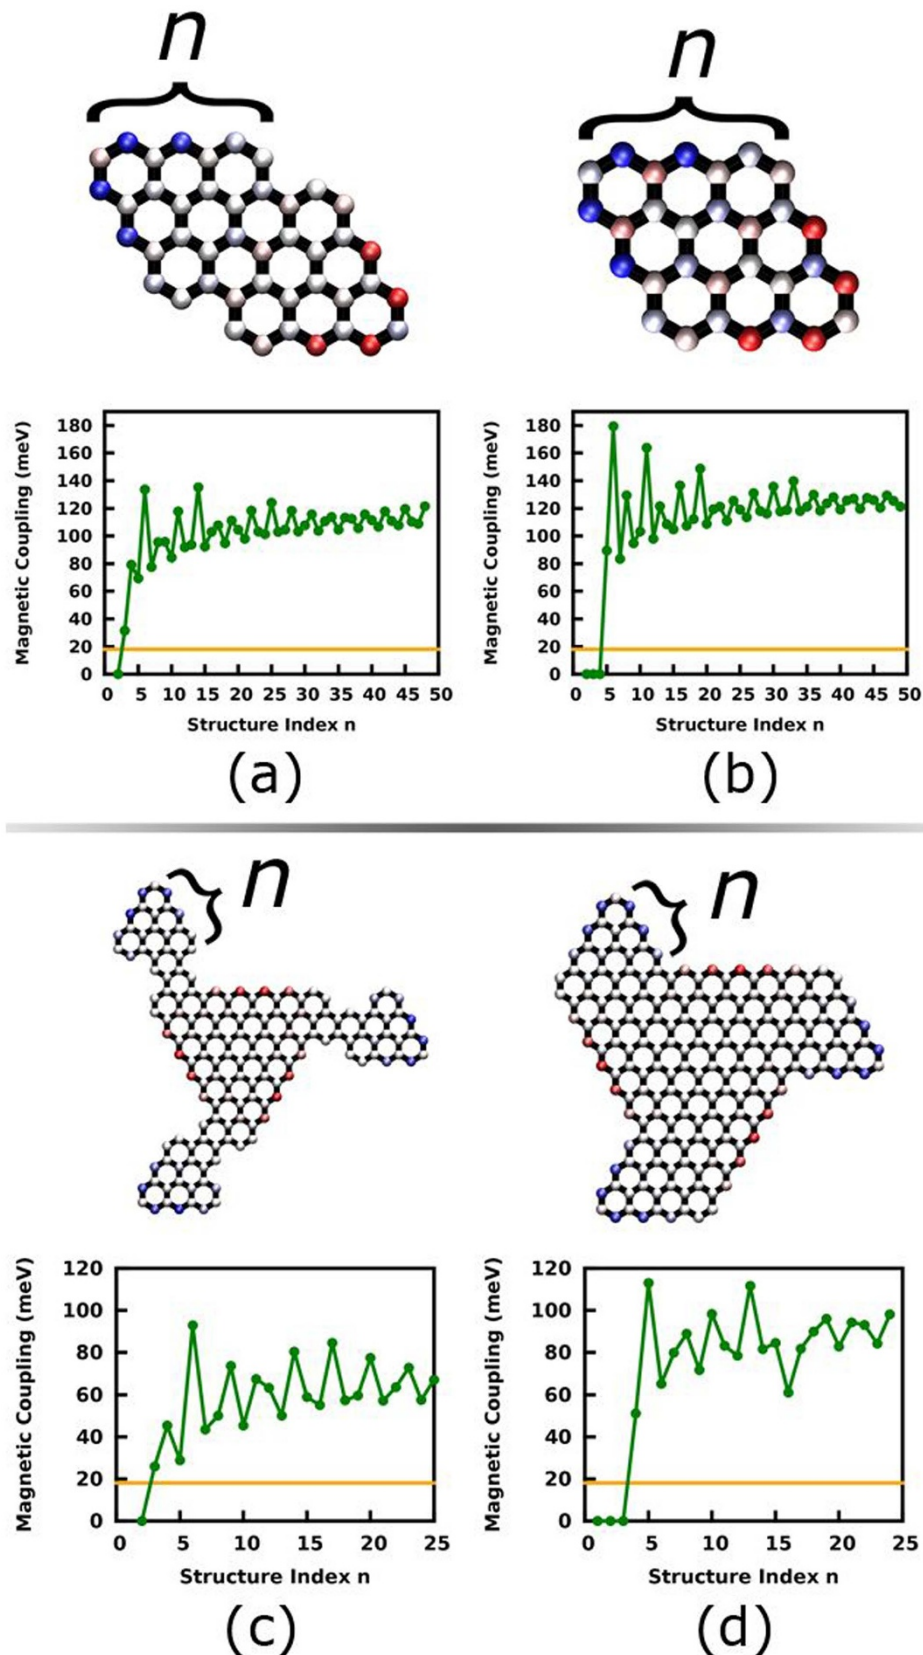 n
n
Magnetic Coupling (meV)
180
160
140
120
100
80
60
40
20
0
0 5 10 15 20 25 30 35 40 45 50
Structure Index n
(a)
Magnetic Coupling (meV)
180
160
140
120
100
80
60
40
20
0
0 5 10 15 20 25 30 35 40 45 50
Structure Index n
(b)
n
n
Magnetic Coupling (meV)
120
100
80
60
40
20
0
0 5 10 15 20 25
Structure Index n
(c)
Magnetic Coupling (meV)
120
100
80
60
40
20
0
0 5 10 15 20 25
Structure Index n
(d)